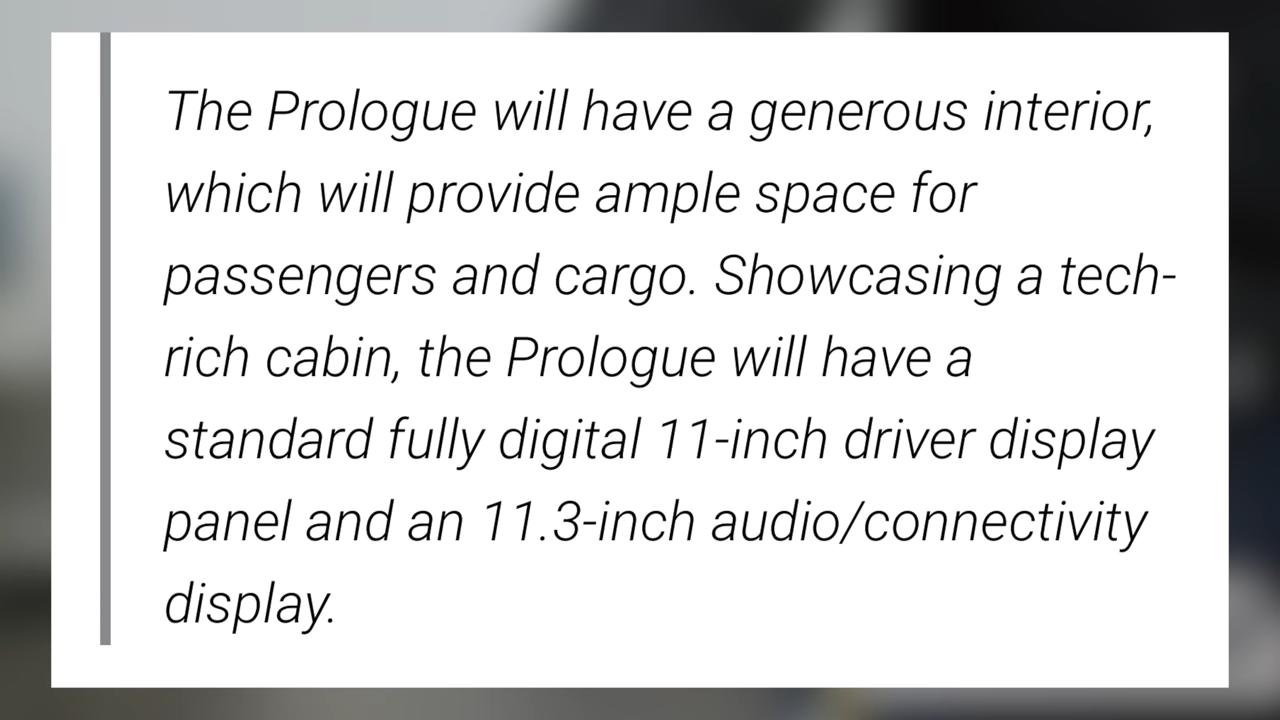 The Prologue will have a generous interior,
which will provide ample space for
passengers and cargo. Showcasing a tech-
rich cabin, the Prologue will have a
standard fully digital 11-inch driver display
panel and an 11.3-inch audio/connectivity
display.